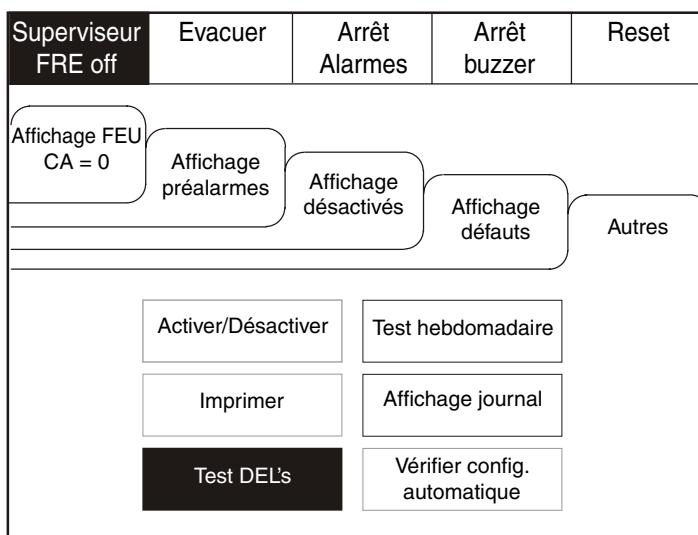 Superviseur
FRE off
Evacuer
Arrêt
Alarmes
Arrêt
buzzer
Reset
Affichage FEU
CA = 0
Affichage
préalarmes
Affichage
désactivés
Affichage
défauts
Autres
Activer/Désactiver
Test hebdomadaire
Imprimer
Affichage journal
Test DEL's
Vérifier config.
automatique